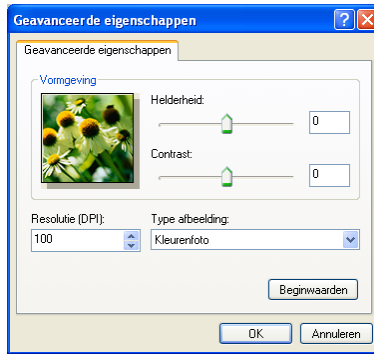 Geavanceerde eigenschappen
Geavanceerde eigenschappen
Vormgeving
Helderheid:
0
Contrast:
0
Resolutie (DPI):
Type afbeelding:
100
Kleurenfoto
Beginwaarden
OK
Annuleren